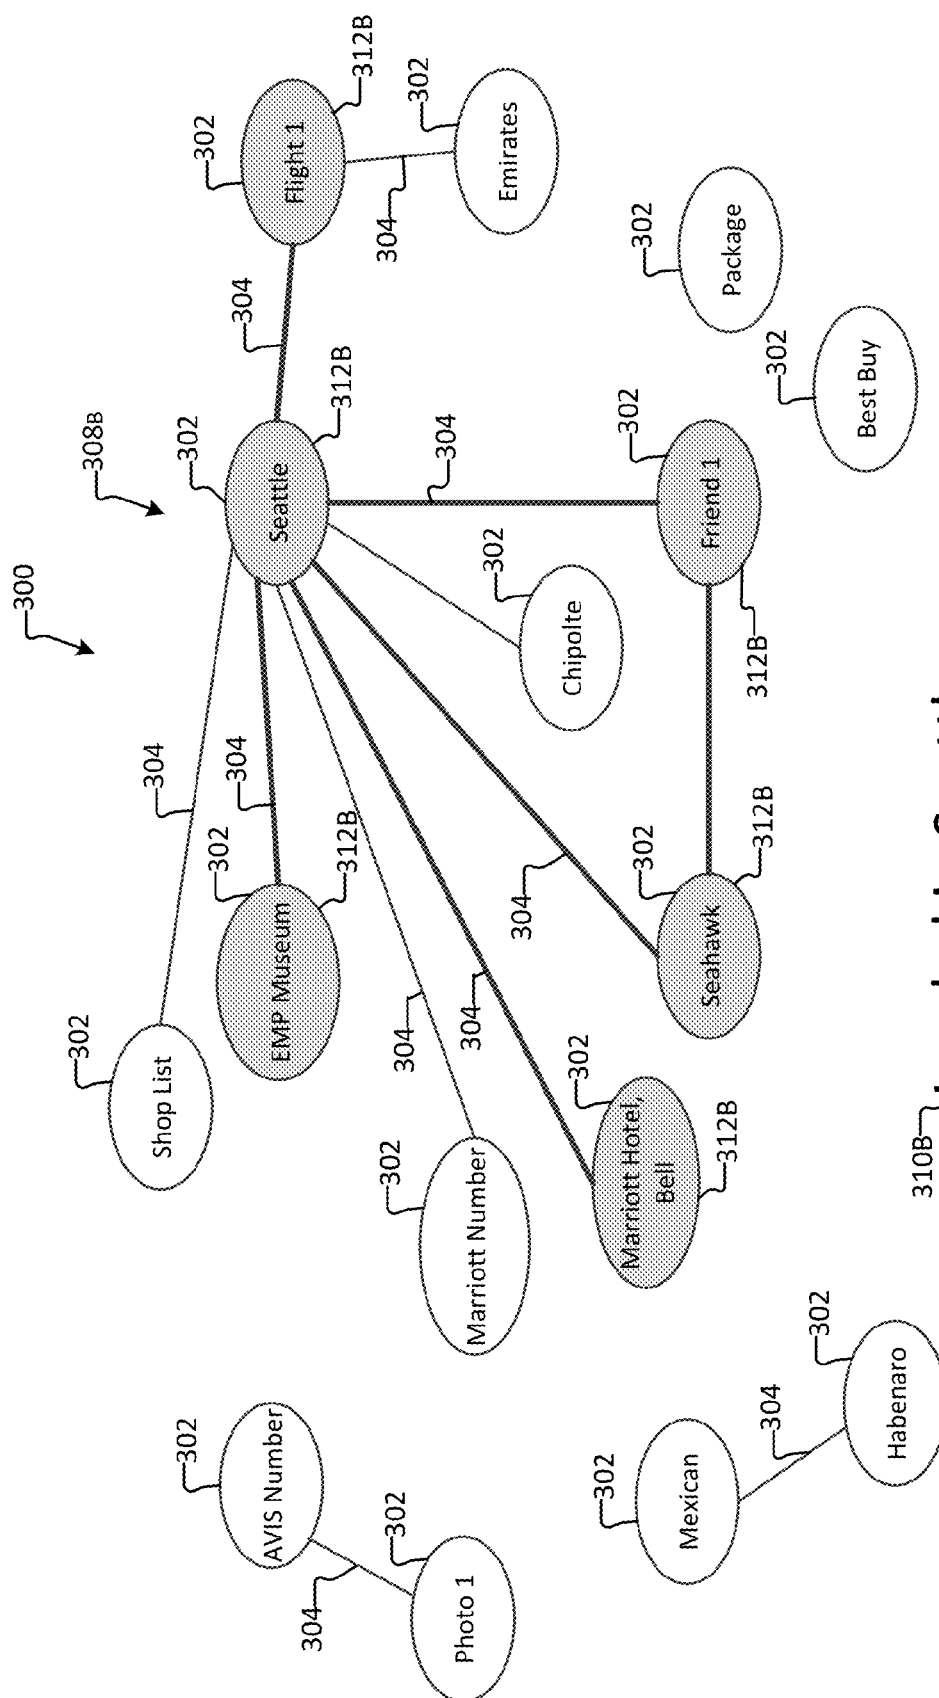 312B
302
302
Flight 1
Emirates
304
302
Package
304
302
Best Buy
312B
308B
302
Seattle
302
304
Friend 1
302
300
Chipolte
312B
304
304
302
312B
302
312B
EMP Museum
Seahawk
304
304
302
304
302
Shop List
312B
Marriott Hotel,
Bell
302
310B
Marriott Number
302
304
Habenaro
302
AVIS Number
302
Mexican
302
304
Photo 1